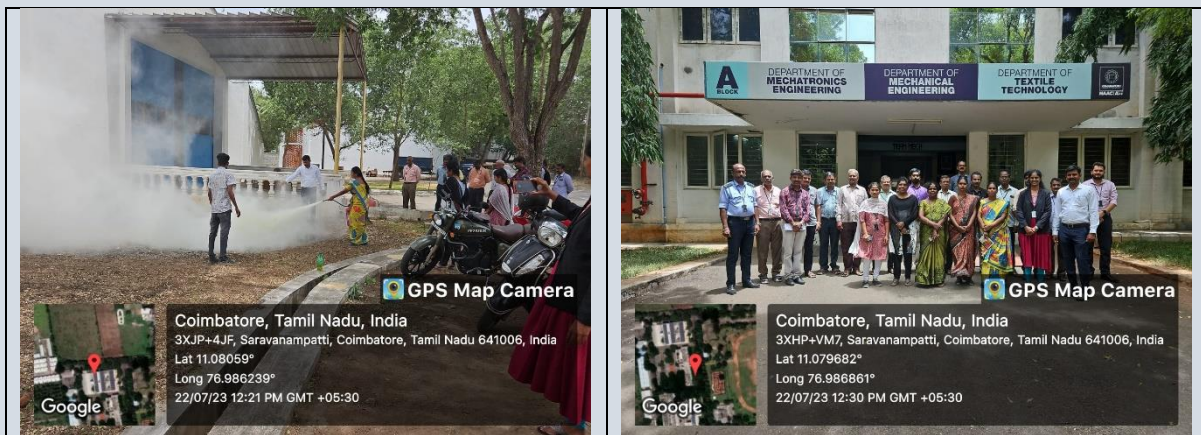 GPS Map Camera
Coimbatore, Tamil Nadu, India
3XJP+4JF, Saravanampatti, Coimbatore, Tamil Nadu 641006, India
Lat 11.08059°
Long 76.986239°
22/07/23 12:21 PM GMT +05:30
Google
A
BLOCK
DEPARTMENT OF
MECHATRONICS
ENGINEERING
DEPARTMENT OF
MECHANICAL
ENGINEERING
DEPARTMENT OF
TEXTILE
TECHNOLOGY
GPS Map Camera
Coimbatore, Tamil Nadu, India
3XHP+VM7, Saravanampatti, Coimbatore, Tamil Nadu 641006, India
Lat 11.079682°
Long 76.986861°
22/07/23 12:30 PM GMT +05:30
Google